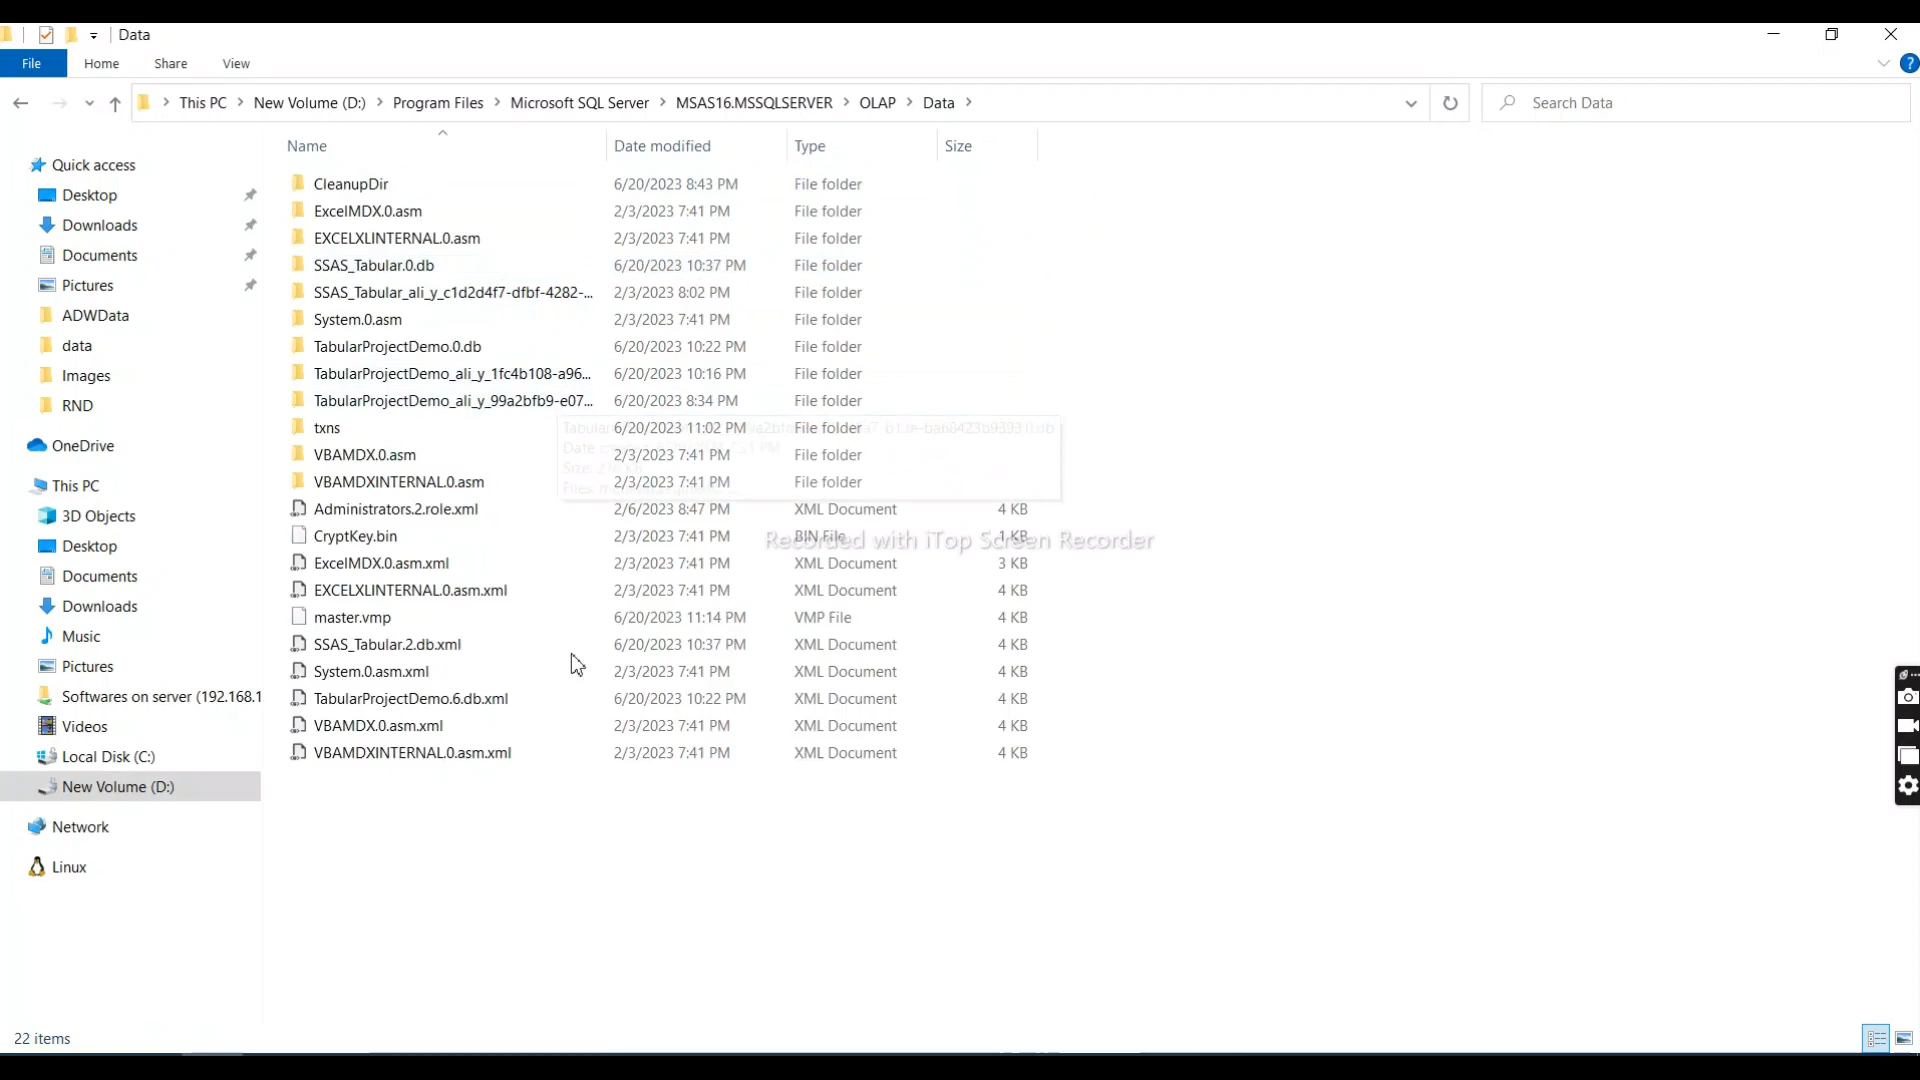 Data
File Home Share View
This PC New Volume (D:) Program Files Microsoft SQL Server MSAS16.MSSQLSERVER OLAP Data Search Data
Name Date modified Type Size
Quick access
Desktop
Downloads
Documents
Pictures
ADWData
data
Images
RND
OneDrive
This PC
3D Objects
Desktop
Documents
Downloads
Music
Pictures
Softwares on server (192.168.1
Videos
Local Disk (C:)
New Volume (D:)
Network
Linux
CleanupDir 6/20/2023 8:43 PM File folder
ExcelMDX.0.asm 2/3/2023 7:41 PM File folder
EXCELXLINTERNAL.0.asm 2/3/2023 7:41 PM File folder
SSAS_Tabular.0.db 6/20/2023 10:37 PM File folder
SSAS_Tabular_ali_y_c1d2d4f7-dfbf-4282-... 2/3/2023 8:02 PM File folder
System.0.asm 2/3/2023 7:41 PM File folder
TabularProjectDemo.0.db 6/20/2023 10:22 PM File folder
TabularProjectDemo_ali_y_1fc4b108-a96... 6/20/2023 10:16 PM File folder
TabularProjectDemo_ali_y_99a2bfb9-e07... 6/20/2023 8:34 PM File folder
txns 6/20/2023 11:02 PM File folder
VBAMDX.0.asm 2/3/2023 7:41 PM File folder
VBAMDXINTERNAL.0.asm 2/3/2023 7:41 PM File folder
Administrators.2.role.xml 2/6/2023 8:47 PM XML Document 4 KB
CryptKey.bin 2/3/2023 7:41 PM BIN File 1 KB
Recorded with iTop Screen Recorder
ExcelMDX.0.asm.xml 2/3/2023 7:41 PM XML Document 3 KB
EXCELXLINTERNAL.0.asm.xml 2/3/2023 7:41 PM XML Document 4 KB
master.vmp 6/20/2023 11:14 PM VMP File 4 KB
SSAS_Tabular.2.db.xml 6/20/2023 10:37 PM XML Document 4 KB
System.0.asm.xml 2/3/2023 7:41 PM XML Document 4 KB
TabularProjectDemo.6.db.xml 6/20/2023 10:22 PM XML Document 4 KB
VBAMDX.0.asm.xml 2/3/2023 7:41 PM XML Document 4 KB
VBAMDXINTERNAL.0.asm.xml 2/3/2023 7:41 PM XML Document 4 KB
22 items